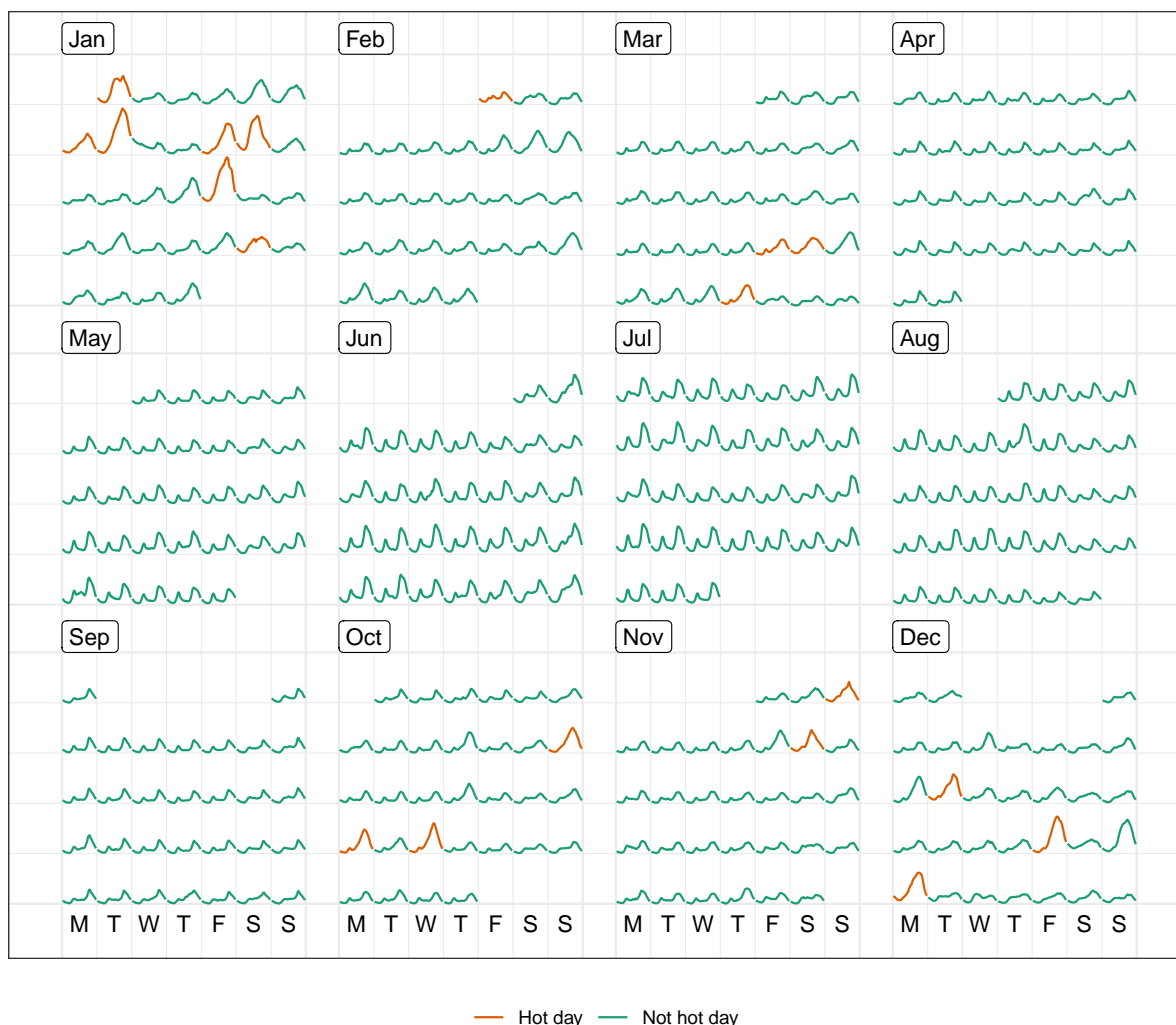 Jan Feb Mar Apr
May Jun Jul Aug
Sep Oct Nov Dec
M T W T F S S M T W T F S S M T W T F S S M T W T F S S
Hot day Not hot day